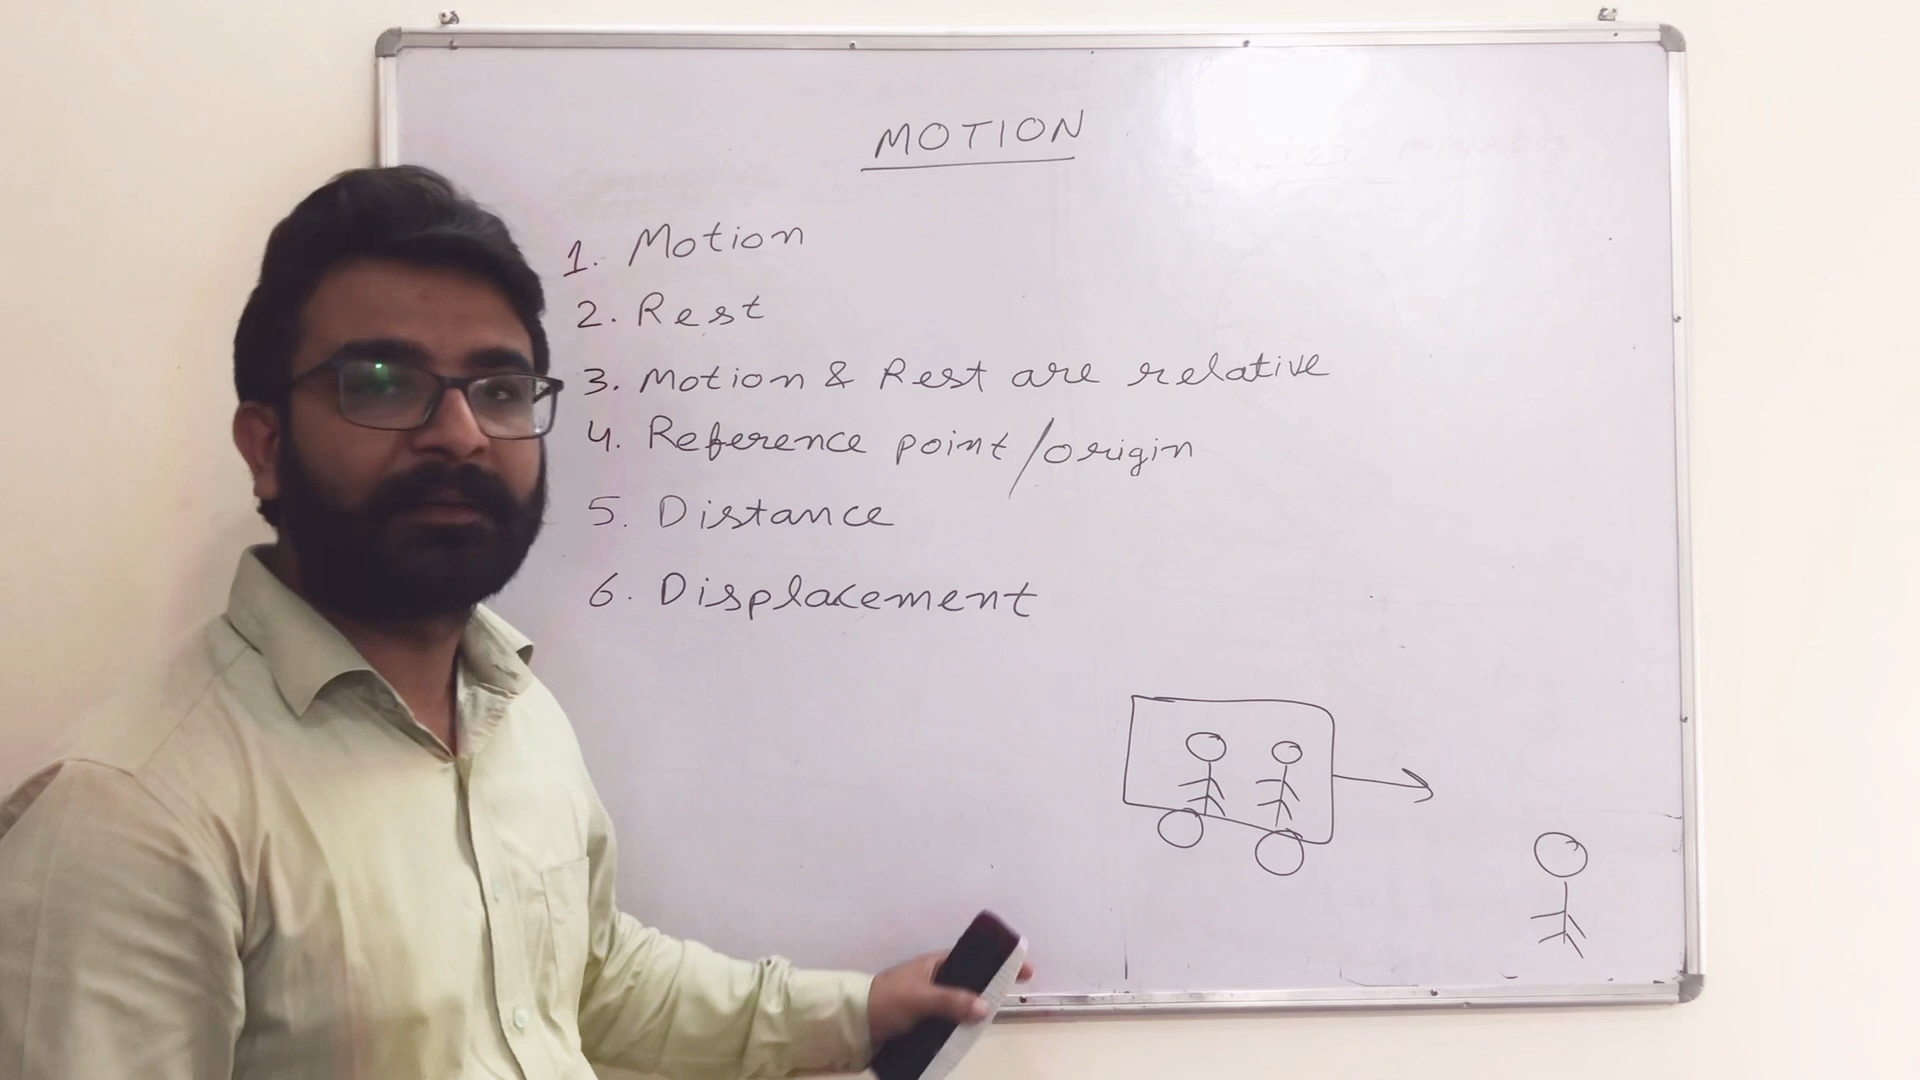 MOTION
1. Motion
2. Rest
3. Motion & Rest are relative
4. Reference point/origin
5. Distance
6. Displacement